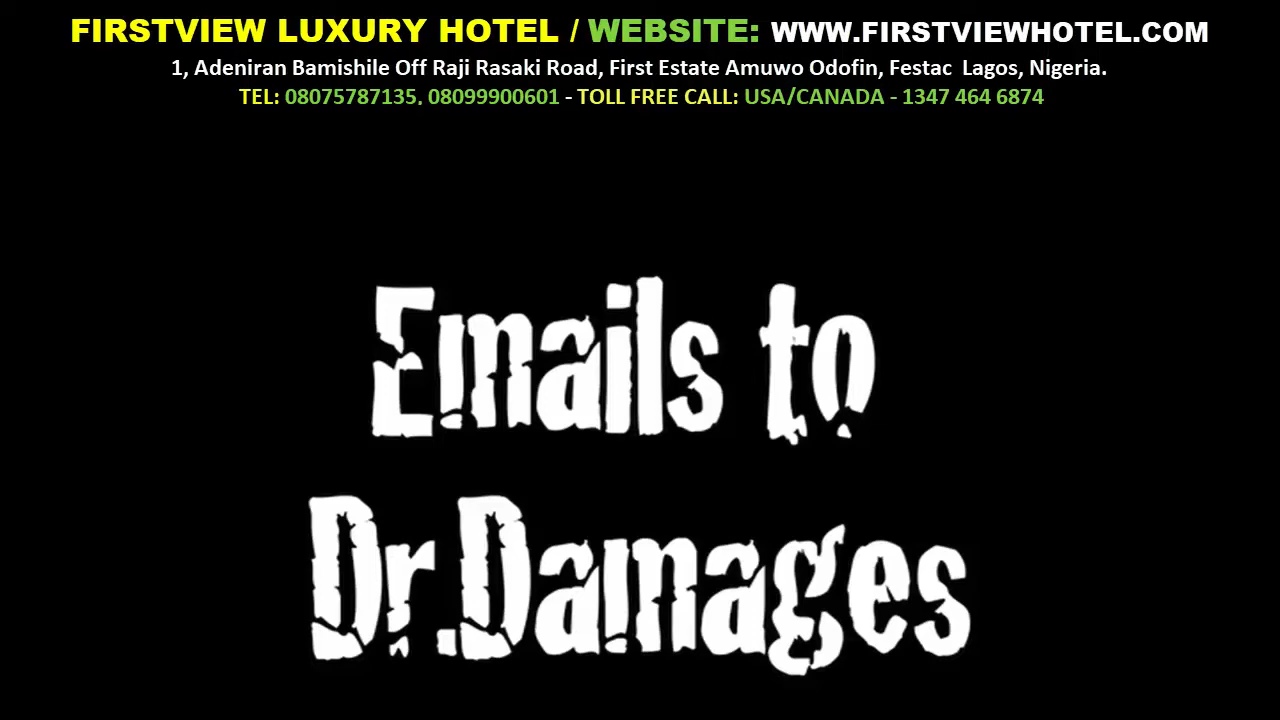 FIRSTVIEW LUXURY HOTEL / WEBSITE: WWW.FIRSTVIEWHOTEL.COM
1, Adeniran Bamishile Off Raji Rasaki Road, First Estate Amuwo Odofin, Festac Lagos, Nigeria.
TEL: 08075787135. 08099900601 - TOLL FREE CALL: USA/CANADA - 1347 464 6874
Emails to
Dr.Damages